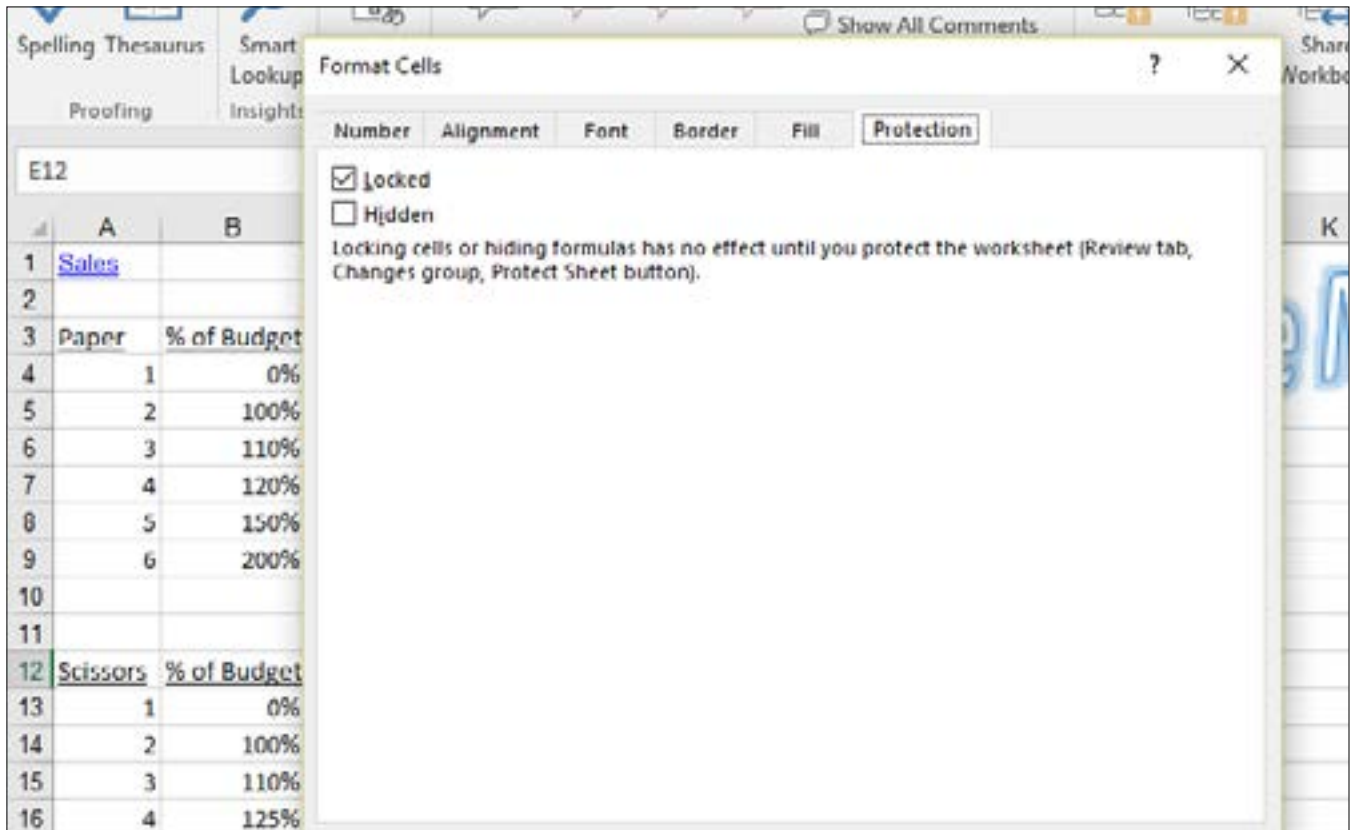 Show All Comments
Spelling Thesaurus Smart
Lookup
Proofing Insights
Format Cells ? X
Number Alignment Font Border Fill Protection
E12
Locked
Hidden
Locking cells or hiding formulas has no effect until you protect the worksheet (Review tab,
Changes group, Protect Sheet button).
A B K
1 Sales
2
3 Paper % of Budget
4 1 0%
5 2 100%
6 3 110%
7 4 120%
8 5 150%
9 6 200%
10
11
12 Scissors % of Budget
13 1 0%
14 2 100%
15 3 110%
16 4 125%